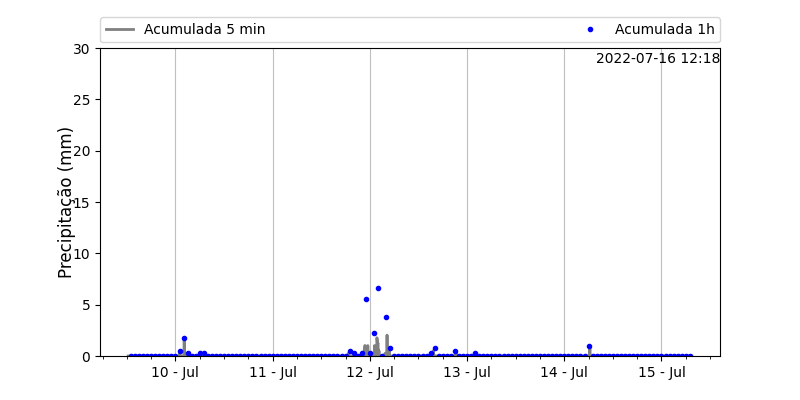 Acumulada 5 min
Acumulada 1h
2022-07-16 12:18
Precipitação (mm)
30
25
20
15
10
5
0
10 - Jul
11 - Jul
12 - Jul
13 - Jul
14 - Jul
15 - Jul